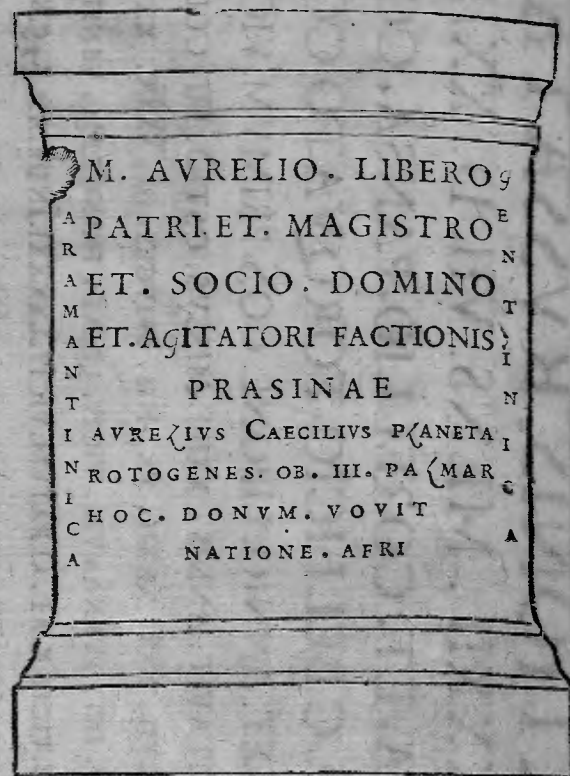 M. AVRELIO. LIBERO
PATRI. ET. MAGISTRO
ET. SOCIO. DOMINO
ET. AGITATORI FACTIONIS
PRASINAE
AVRELIVS CAECILIVS PLANETA
ROTOGENES. OB. III. PALMAR
HOC. DONVM. VOVIT
NATIONE. AFRI
ARAMANTINICA
GENTINICA